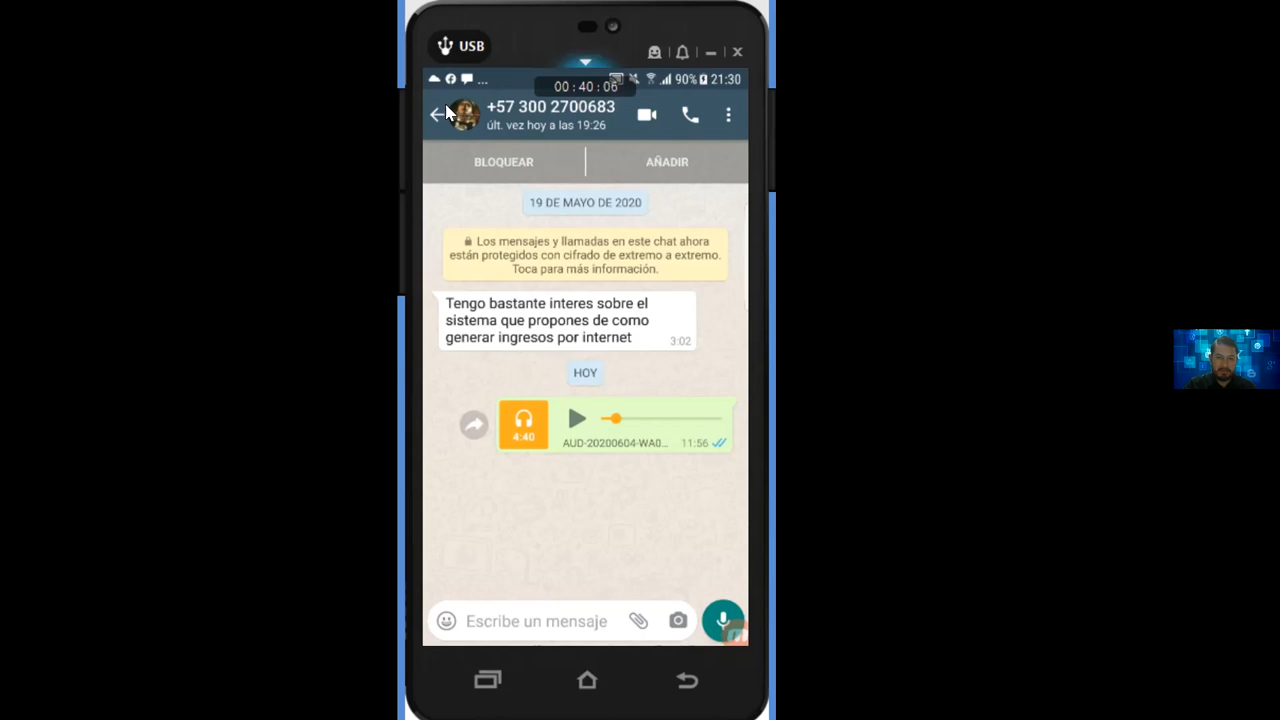 USB
... 90% 21:30
00:40:06
+57 300 2700683
últ. vez hoy a las 19:26
BLOQUEAR AÑADIR
19 DE MAYO DE 2020
Los mensajes y llamadas en este chat ahora
están protegidos con cifrado de extremo a extremo.
Toca para más información.
Tengo bastante interes sobre el
sistema que propones de como
generar ingresos por internet
3:02
HOY
4:40
AUD-20200604-WA0... 11:56
Escribe un mensaje